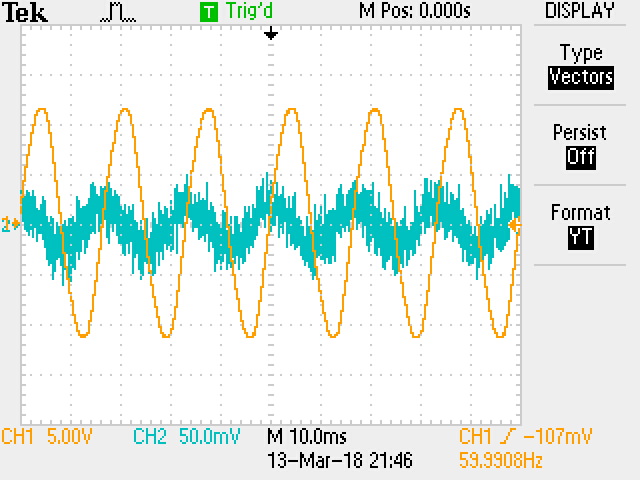 Tek T Trig'd M Pos: 0.000s DISPLAY
Type
Vectors
Persist
Off
Format
YT
CH1 5.00V CH2 50.0mV M 10.0ms CH1 -107mV
13-Mar-18 21:46 59.9908Hz